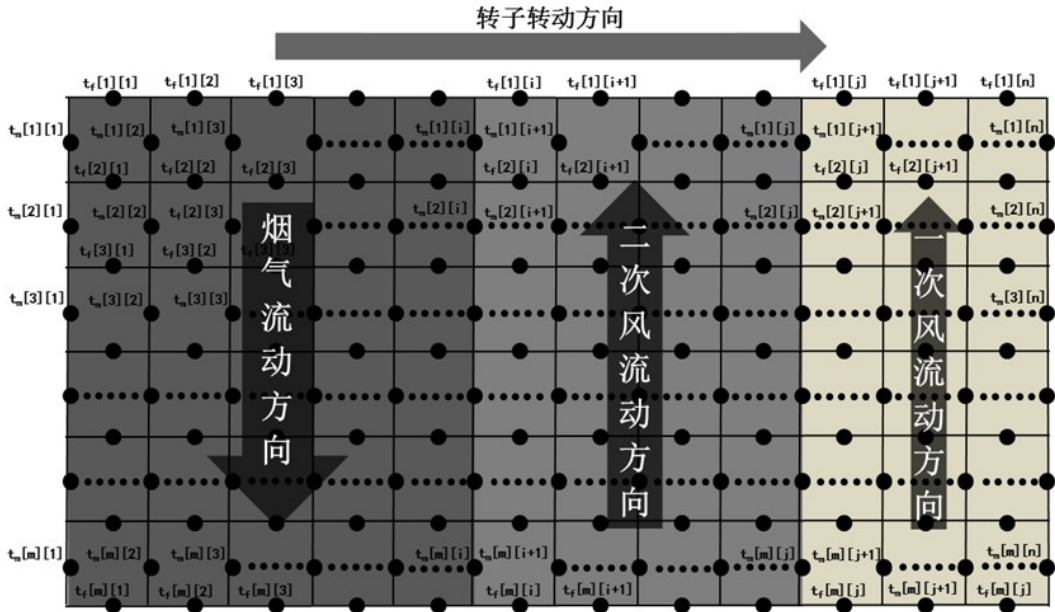 转子转动方向
t_f[1][1] t_f[1][2] t_f[1][3] t_f[1][i] t_f[1][i+1] t_f[1][j] t_f[1][j+1] t_f[1][n]
t_m[1][1] t_m[1][2] t_m[1][3] t_m[1][i] t_m[1][i+1] t_m[1][j] t_m[1][j+1] t_m[1][n]
t_f[2][1] t_f[2][2] t_f[2][3] t_f[2][i] t_f[2][i+1] t_f[2][j] t_f[2][j+1]
t_m[2][1] t_m[2][2] t_f[2][3] t_m[2][i] t_m[2][i+1] t_m[2][j] t_m[2][j+1] t_m[2][n]
t_f[3][1] t_f[3][2] t_f[3][3]
t_m[3][1] t_m[3][2] t_m[3][3] t_m[3][n]
烟气流动方向
二次风流动方向
一次风流动方向
t_m[m][1] t_m[m][2] t_m[m][3] t_m[m][i] t_m[m][i+1] t_m[m][j] t_m[m][j+1] t_m[m][n]
t_f[m][1] t_f[m][2] t_f[m][3] t_f[m][i] t_f[m][i+1] t_f[m][j] t_m[m][j+1] t_f[m][j]